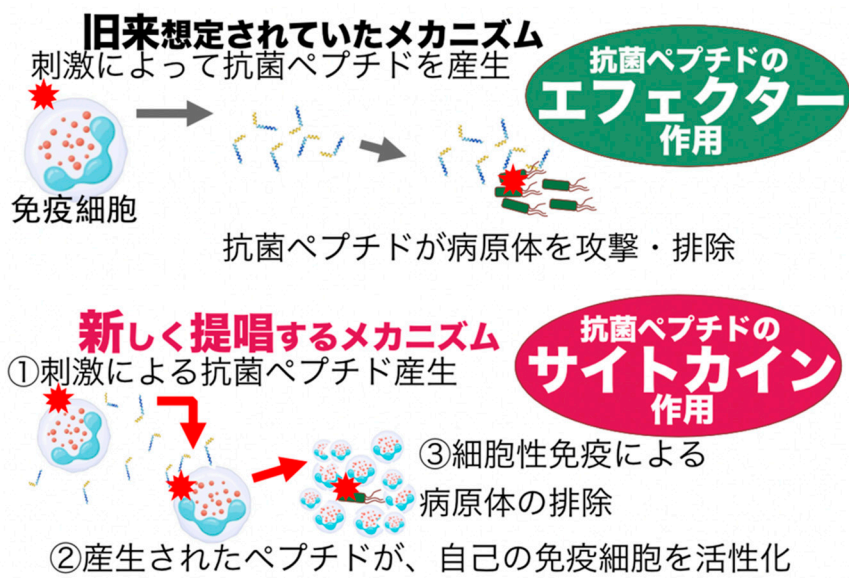 旧来想定されていたメカニズム
刺激によって抗菌ペプチドを産生
抗菌ペプチドの
エフェクター
作用
免疫細胞
抗菌ペプチドが病原体を攻撃・排除
新しく提唱するメカニズム
抗菌ペプチドの
サイトカイン
作用
①刺激による抗菌ペプチド産生
③細胞性免疫による
病原体の排除
②産生されたペプチドが、自己の免疫細胞を活性化